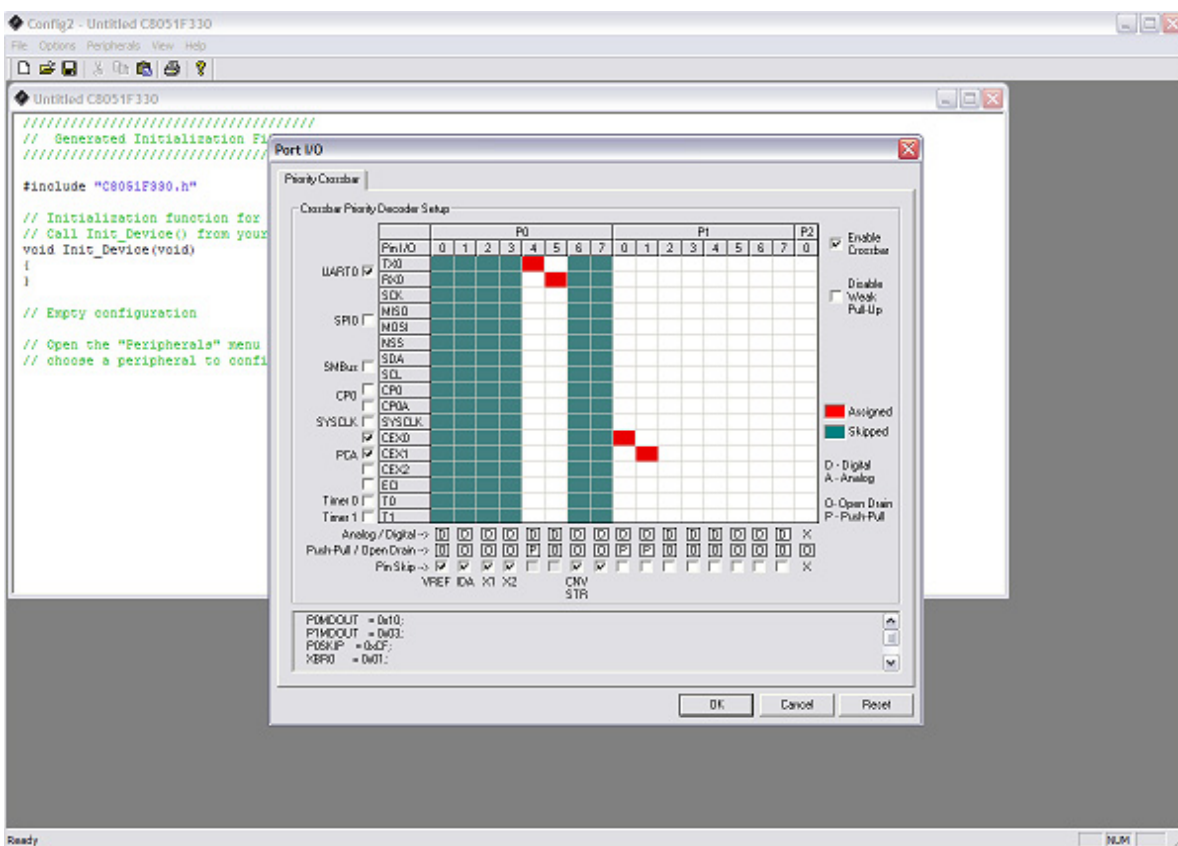 Config2 - Untitled C8051F330
File Options Peripherals View Help
Untitled C8051F330
///////////////////////////////////////
// Generated Initialization Fi
/////////////////////////////////
#include "C8051F330.h"
// Initialization function for
// Call Init_Device() from your
void Init_Device(void)
{
}
// Empty configuration
// Open the "Peripherals" menu
// choose a peripheral to confi
Port I/O
Priority Crossbar
Crossbar Priority Decoder Setup
P0 P1 P2
Pin I/O 0 1 2 3 4 5 6 7 0 1 2 3 4 5 6 7 0
UART0 TX0
RX0
SCK
SPI0 MISO
MOSI
NSS
SMBus SDA
SCL
CP0 CP0
CP0A
SYSCLK SYSCLK
CEX0
PCA CEX1
CEX2
ECI
Timer 0 T0
Timer 1 T1
Analog / Digital -> D D D D D D D D D D D D D D D D X
Push-Pull / Open Drain -> O O O O P O O O P P O O O O O O O
Pin Skip -> X
VREF IDA X1 X2 CNV
STR
Enable
Crossbar
Disable
Weak
Pull-Up
Assigned
Skipped
D - Digital
A - Analog
O- Open Drain
P - Push-Pull
P0MDOUT = 0x10;
P1MDOUT = 0x03;
P0SKIP = 0xCF;
XBR0 = 0x01;
OK Cancel Reset
Ready NUM